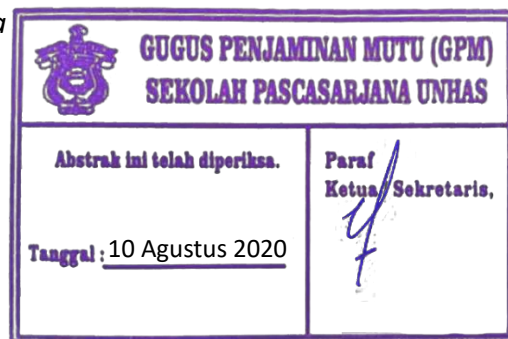 a
GUGUS PENJAMINAN MUTU (GPM)
SEKOLAH PASCASARJANA UNHAS
Abstrak ini telah diperiksa.
Tanggal : 10 Agustus 2020
Paraf
Ketua/Sekretaris,